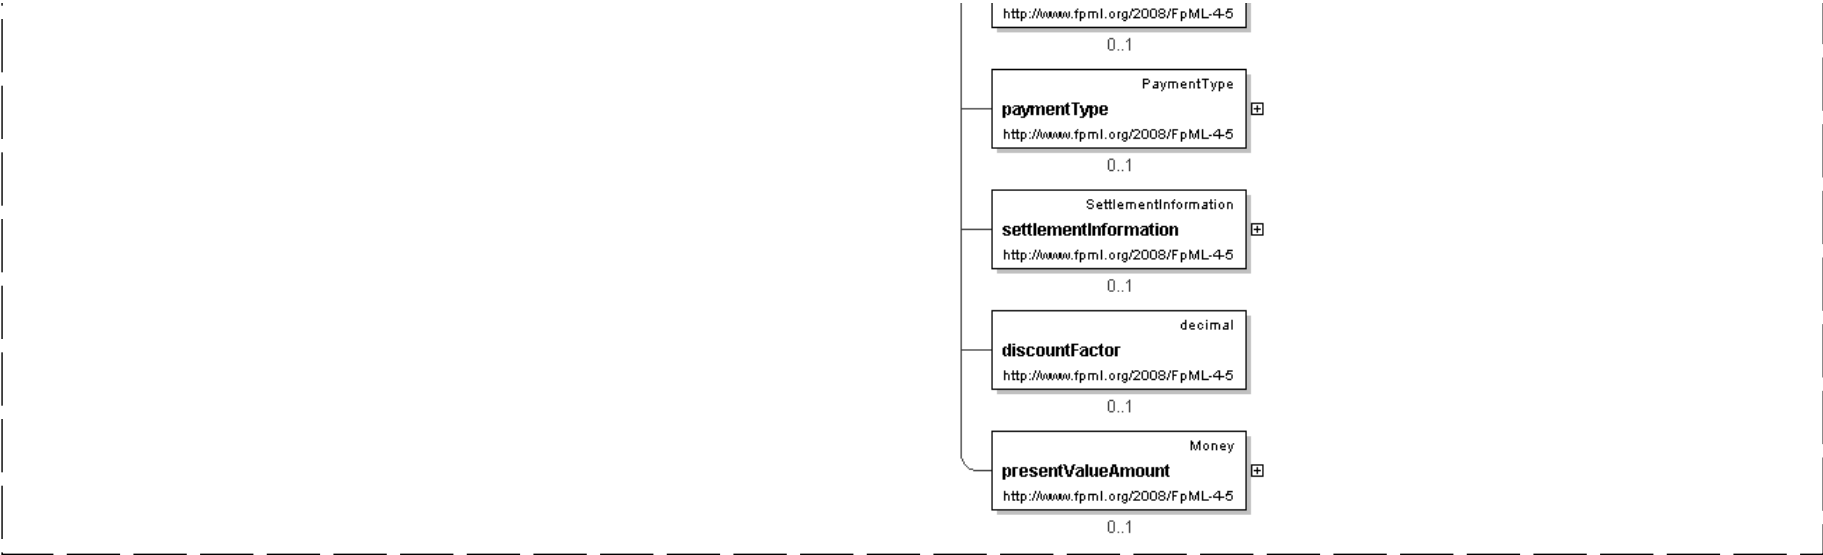 http://www.fpml.org/2008/FpML-4-5
0..1
PaymentType
paymentType
http://www.fpml.org/2008/FpML-4-5
0..1
SettlementInformation
settlementInformation
http://www.fpml.org/2008/FpML-4-5
0..1
decimal
discountFactor
http://www.fpml.org/2008/FpML-4-5
0..1
Money
presentValueAmount
http://www.fpml.org/2008/FpML-4-5
0..1